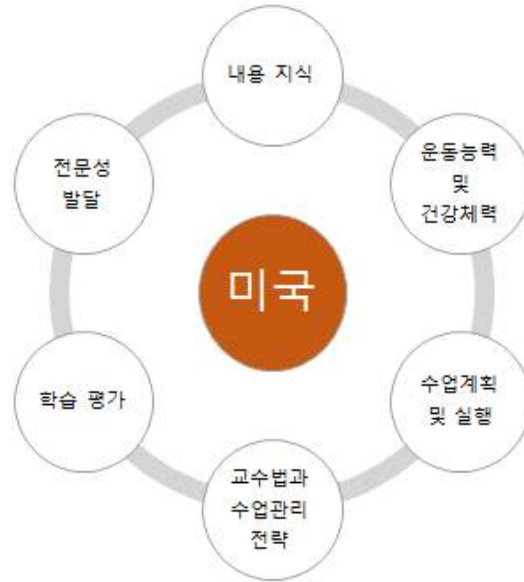 내용 지식
운동능력
및
건강체력
수업계획
및 실행
교수법과
수업관리
전략
학습 평가
전문성
발달
미국